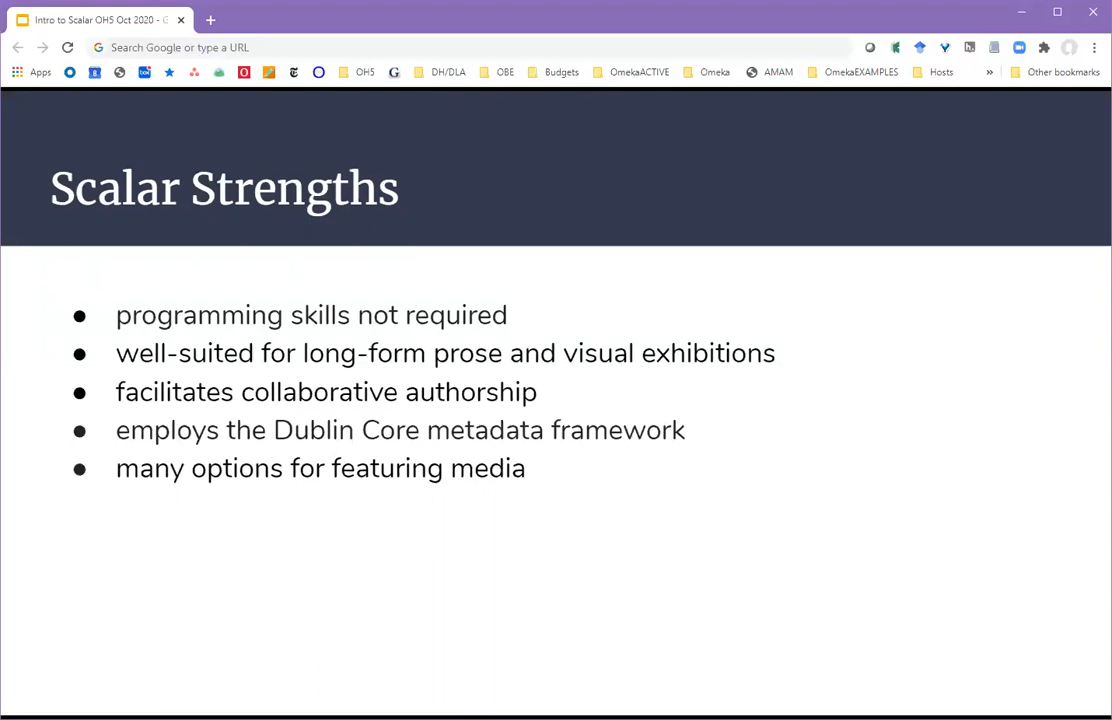 Intro to Scalar OH5 Oct 2020 - G
Search Google or type a URL
Apps OH5 DH/DLA OBE Budgets OmekaACTIVE Omeka AMAM OmekaEXAMPLES Hosts » Other bookmarks
Scalar Strengths
● programming skills not required
● well-suited for long-form prose and visual exhibitions
● facilitates collaborative authorship
● employs the Dublin Core metadata framework
● many options for featuring media